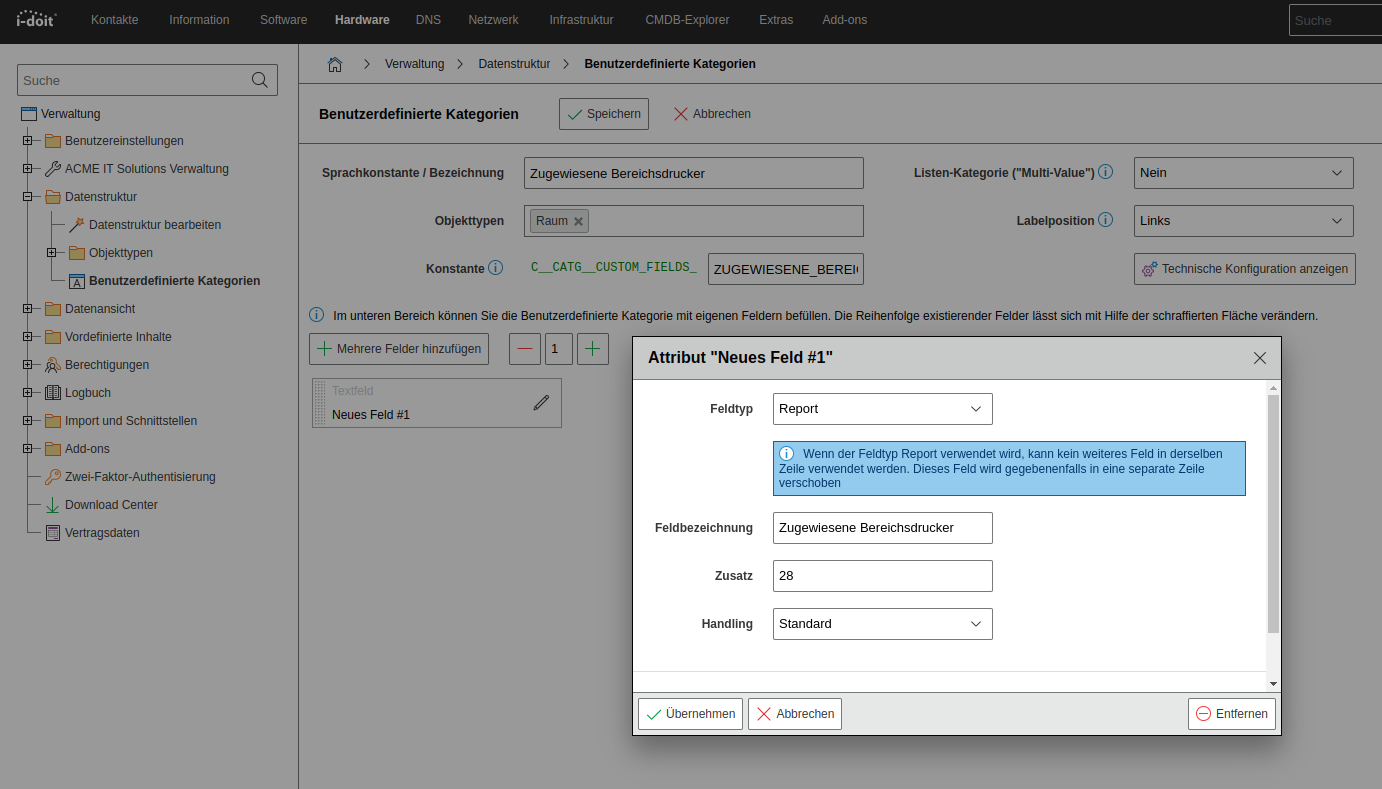 i-doit Kontakte Information Software Hardware DNS Netzwerk Infrastruktur CMDB-Explorer Extras Add-ons Suche
Suche
Verwaltung
Benutzereinstellungen
ACME IT Solutions Verwaltung
Datenstruktur
Datenstruktur bearbeiten
Objekttypen
Benutzerdefinierte Kategorien
Datenansicht
Vordefinierte Inhalte
Berechtigungen
Logbuch
Import und Schnittstellen
Add-ons
Zwei-Faktor-Authentisierung
Download Center
Vertragsdaten
Verwaltung Datenstruktur Benutzerdefinierte Kategorien
Benutzerdefinierte Kategorien Speichern Abbrechen
Sprachkonstante / Bezeichnung Zugewiesene Bereichsdrucker Listen-Kategorie ("Multi-Value") Nein
Objekttypen Raum Labelposition Links
Konstante C__CATG__CUSTOM_FIELDS_ ZUGEWIESENE_BEREI Technische Konfiguration anzeigen
Im unteren Bereich können Sie die Benutzerdefinierte Kategorie mit eigenen Feldern befüllen. Die Reihenfolge existierender Felder lässt sich mit Hilfe der schraffierten Fläche verändern.
Mehrere Felder hinzufügen 1
Textfeld
Neues Feld #1
Attribut "Neues Feld #1"
Feldtyp Report
Wenn der Feldtyp Report verwendet wird, kann kein weiteres Feld in derselben
Zeile verwendet werden. Dieses Feld wird gegebenenfalls in eine separate Zeile
verschoben
Feldbezeichnung Zugewiesene Bereichsdrucker
Zusatz 28
Handling Standard
Übernehmen Abbrechen Entfernen